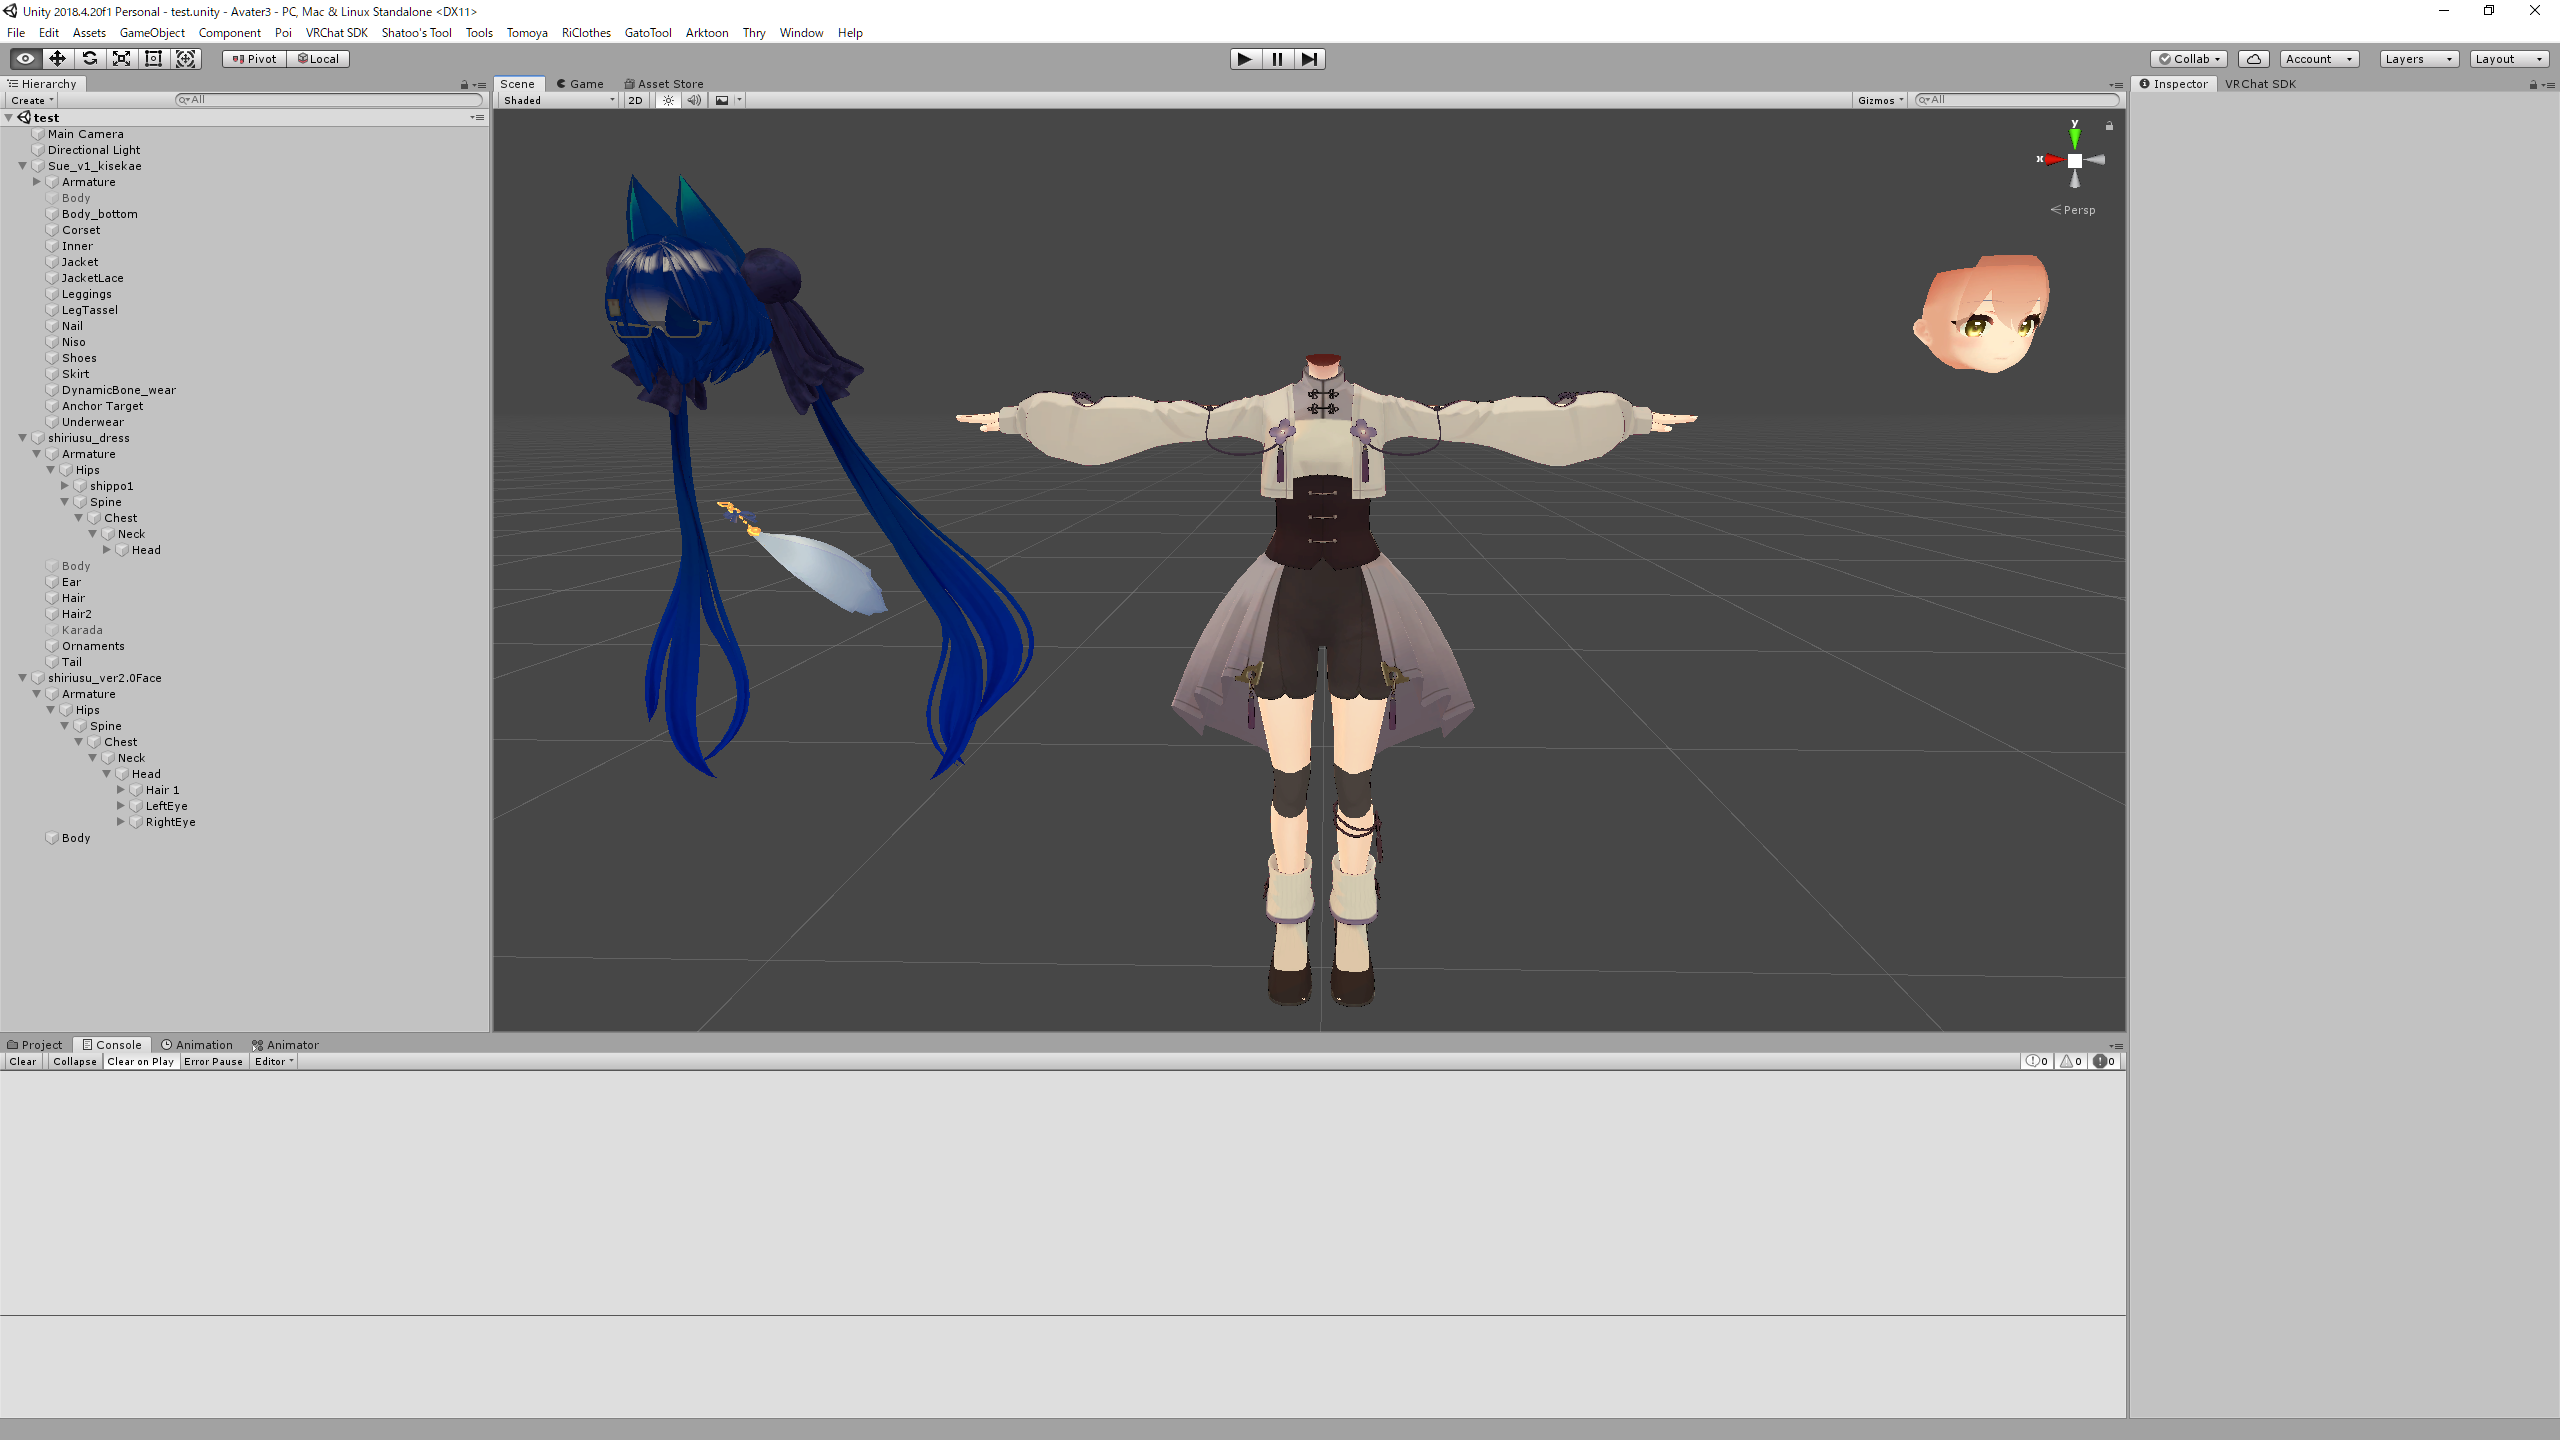 Unity 2018.4.20f1 Personal - test.unity - Avater3 - PC, Mac & Linux Standalone <DX11>
File Edit Assets GameObject Component Poi VRChat SDK Shatoo's Tool Tools Tomoya RiClothes GatoTool Arktoon Thry Window Help
Pivot Local Collab Account Layers Layout
Hierarchy Scene Game Asset Store Inspector VRChat SDK
Create All Shaded 2D Gizmos All
test
Main Camera
Directional Light
Sue_v1_kisekae
Armature
Body
Body_bottom
Corset
Inner
Jacket
JacketLace
Leggings
LegTassel
Nail
Niso
Shoes
Skirt
DynamicBone_wear
Anchor Target
Underwear
shiriusu_dress
Armature
Hips
shippo1
Spine
Chest
Neck
Head
Body
Ear
Hair
Hair2
Karada
Ornaments
Tail
shiriusu_ver2.0Face
Armature
Hips
Spine
Chest
Neck
Head
Hair 1
LeftEye
RightEye
Body
y
x
Persp
Project Console Animation Animator
Clear Collapse Clear on Play Error Pause Editor 0 0 0